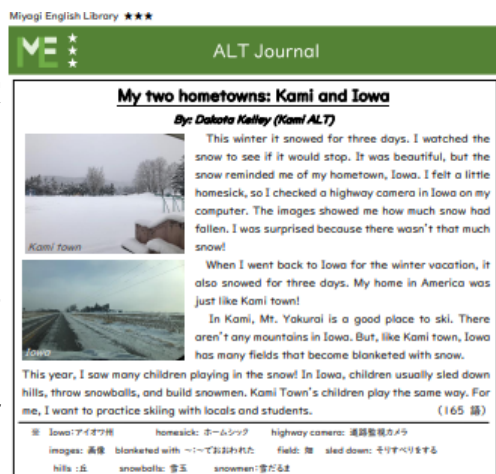 Miyagi English Library ★★★
ME ★★★
ALT Journal
My two hometowns: Kami and Iowa
By: Dakota Kelley (Kami ALT)
This winter it snowed for three days. I watched the
snow to see if it would stop. It was beautiful, but the
snow reminded me of my hometown, Iowa. I felt a little
homesick, so I checked a highway camera in Iowa on my
computer. The images showed me how much snow had
fallen. I was surprised because there wasn't that much
snow!
Kami town
When I went back to Iowa for the winter vacation, it
also snowed for three days. My home in America was
just like Kami town!
In Kami, Mt. Yakurai is a good place to ski. There
aren't any mountains in Iowa. But, like Kami town, Iowa
has many fields that become blanketed with snow.
Iowa
This year, I saw many children playing in the snow! In Iowa, children usually sled down
hills, throw snowballs, and build snowmen. Kami Town's children play the same way. For
me, I want to practice skiing with locals and students. (165 語)
※ Iowa:アイオワ州 homesick: ホームシック highway camera: 道路監視カメラ
images: 画像 blanketed with ~:~でおおわれた field: 畑 sled down: そりすべりをする
hills :丘 snowballs: 雪玉 snowmen:雪だるま